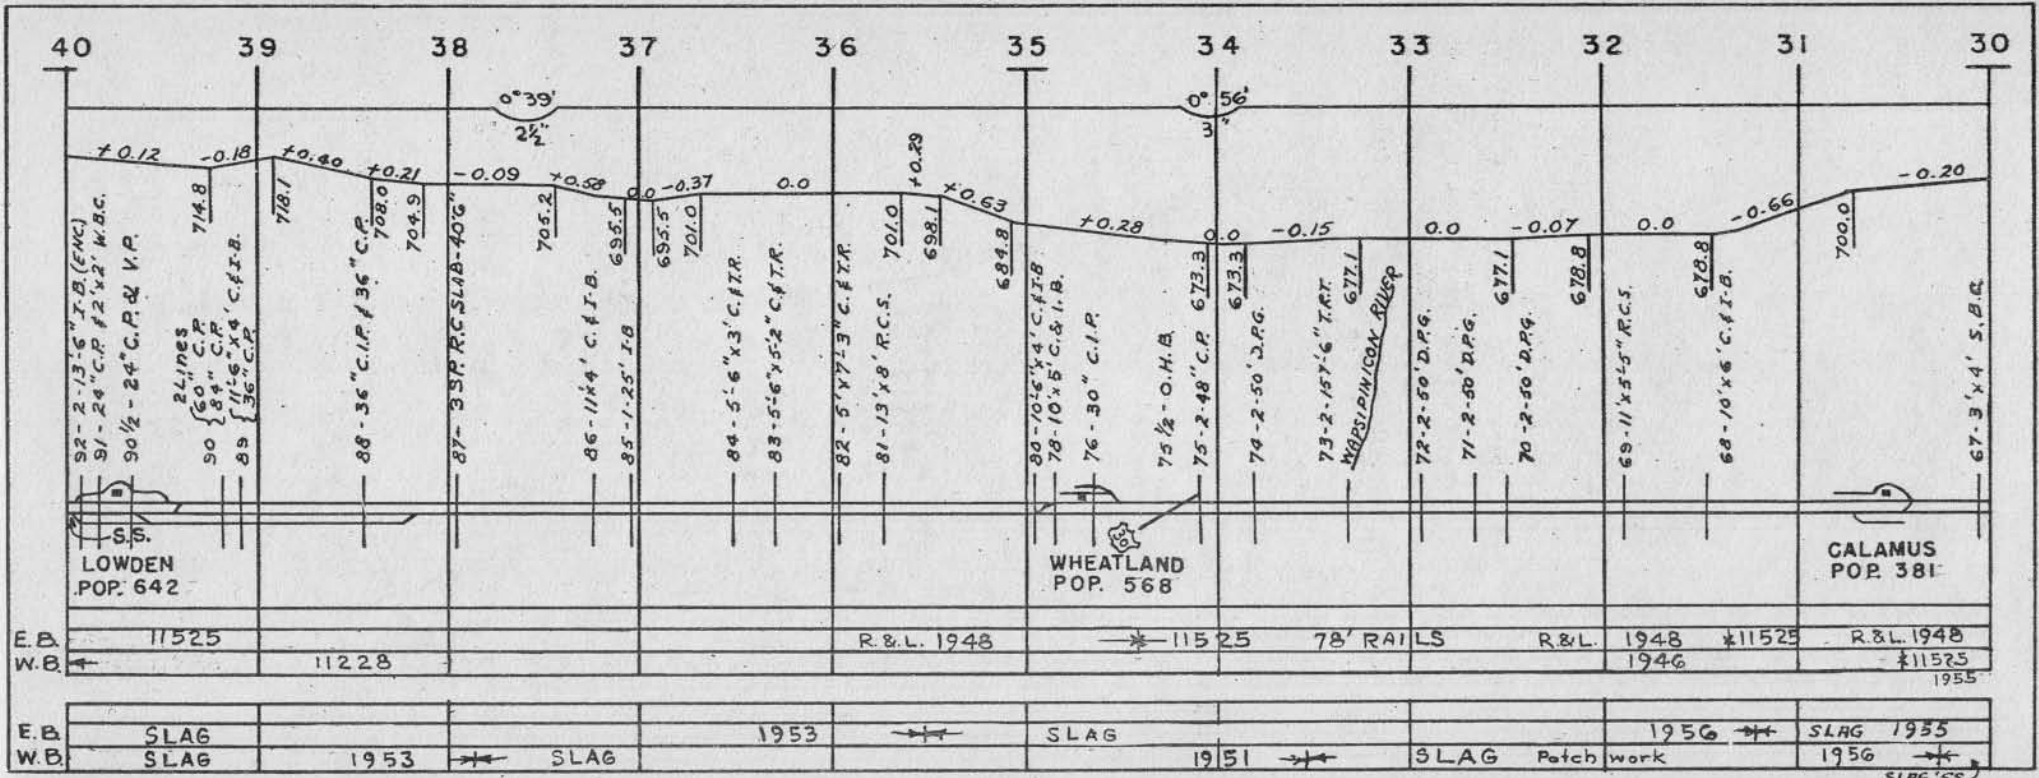 40 39 38 37 36 35 34 33 32 31 30
0°39'
2½"
0°56'
3"
+0.12 -0.18 +0.40 +0.21 -0.09 +0.58 0.0 -0.37 0.0 +0.29 +0.63 +0.28 0.0 -0.15 0.0 -0.07 0.0 -0.66 -0.20
714.8
718.1
708.0
704.9
705.2
695.5
695.5
701.0
701.0
698.1
684.8
673.3
673.3
677.1
677.1
678.8
678.8
700.0
92-2-13'-6" I-B. (ENC.)
91-24" C.P. & 2'x2' W.B.C.
90½-24" C.P. & V.P.
2 LINES
90 { 60" C.P.
84" C.P.
89 { 11'-6"x4' C. & I-B.
36" C.P.
88-36" C.I.P. & 36" C.P.
87-3 SP. R.C. SLAB-40'6"
86-11'x4' C. & I-B.
85-1-25' I-B
84-5'-6"x3' C. & T.R.
83-5'-6"x5'-2" C. & T.R.
82-5'x7'-3" C. & T.R.
81-13'x8' R.C.S.
80-10'-6"x4' C. & I-B
78-10'x5' C. & I.B.
76-30" C.I.P.
75½-O.H.B.
75-2-48" C.P.
74-2-50' D.P.G.
73-2-157'-6" T.R.T.
WAPSIPINICON RIVER
72-2-50' D.P.G.
71-2-50' D.P.G.
70-2-50' D.P.G.
69-11'x5'-5" R.C.S.
68-10'x6' C. & I-B.
67-3'x4' S.B.B.
S.S.
LOWDEN
POP. 642
WHEATLAND
POP. 568
CALAMUS
POP. 381
E.B. 11525 R.&L. 1948 11525 78' RAILS R.&L. 1948 *11525 R.&L. 1948
W.B. 11228 1946 *11525
1955
E.B. SLAG 1953 SLAG 1956 SLAG 1955
W.B. SLAG 1953 SLAG 1951 SLAG Patch work 1956